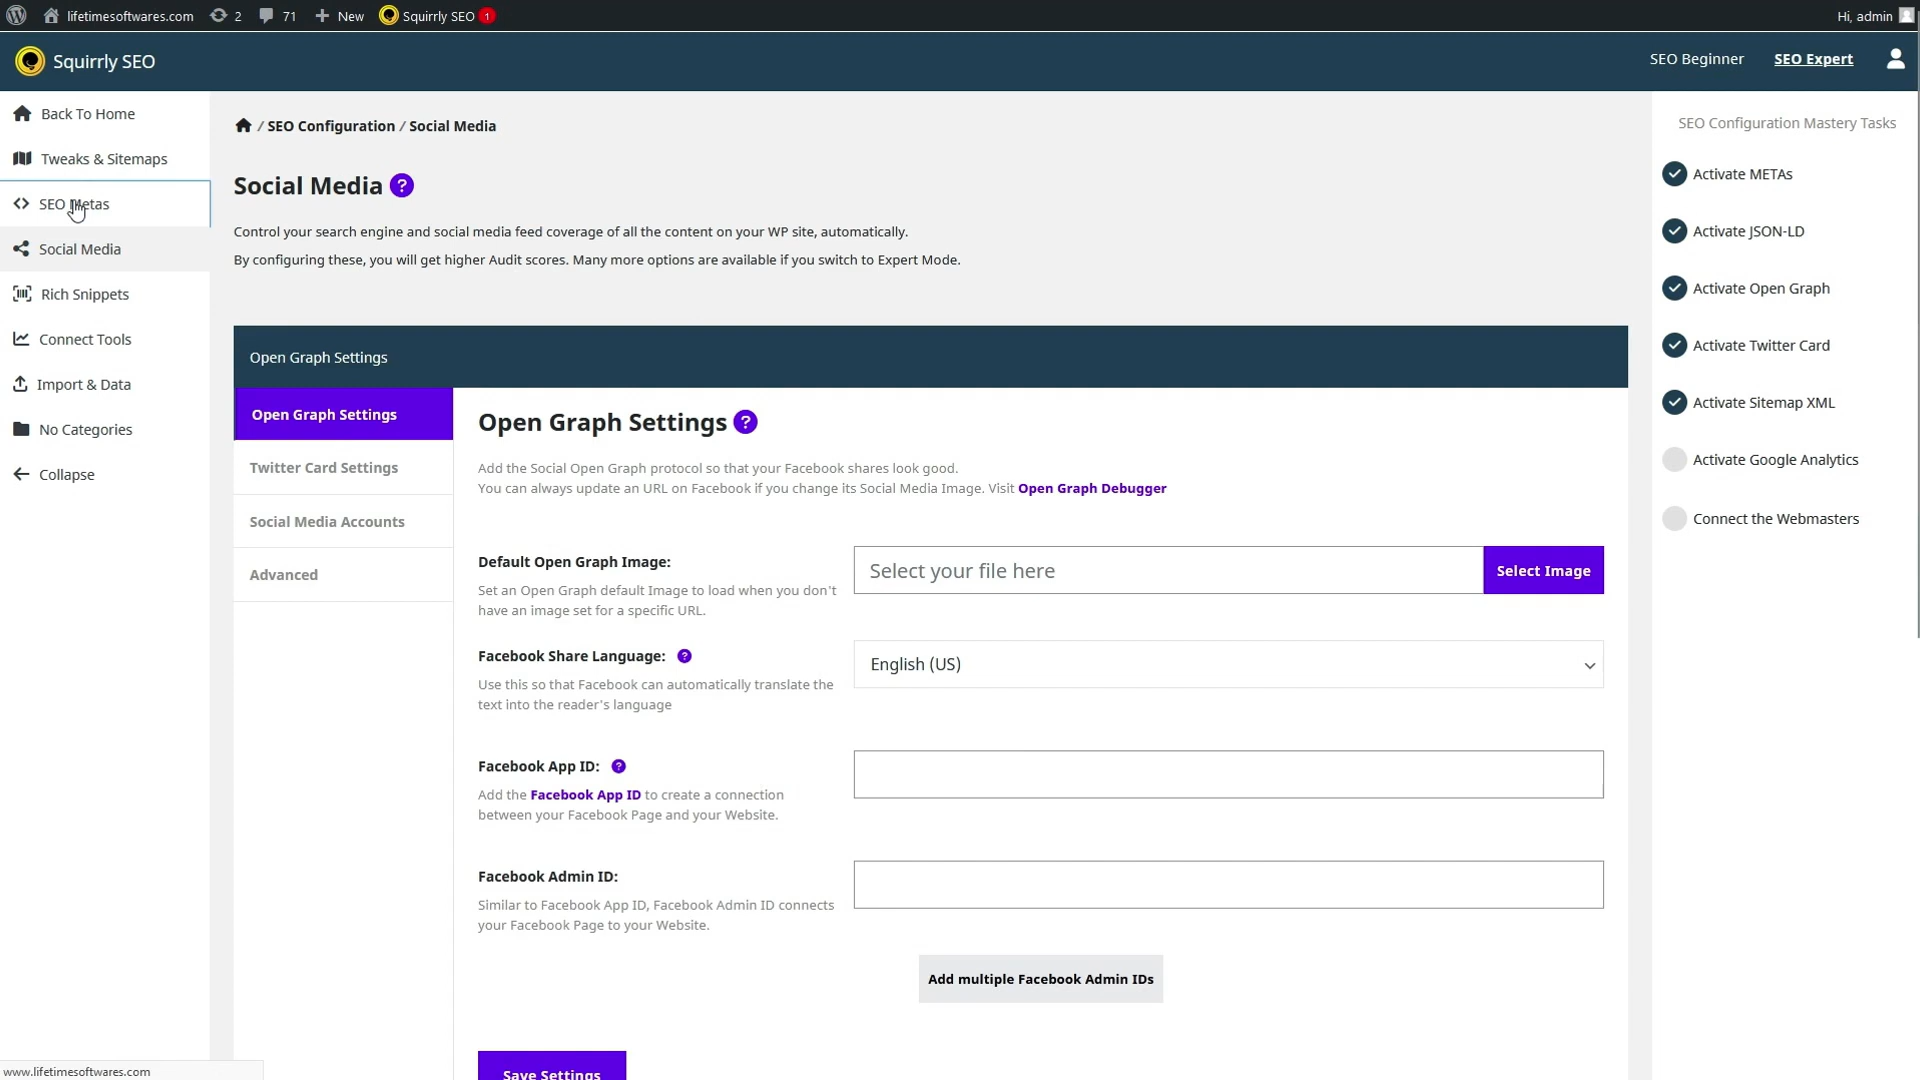 lifetimesoftwares.com 2 71 New Squirrly SEO 1 Hi, admin
Squirrly SEO
SEO Beginner SEO Expert
Back To Home
Tweaks & Sitemaps
SEO Metas
Social Media
Rich Snippets
Connect Tools
Import & Data
No Categories
Collapse
/ SEO Configuration / Social Media
Social Media ?
Control your search engine and social media feed coverage of all the content on your WP site, automatically.
By configuring these, you will get higher Audit scores. Many more options are available if you switch to Expert Mode.
Open Graph Settings
Open Graph Settings
Twitter Card Settings
Social Media Accounts
Advanced
Open Graph Settings ?
Add the Social Open Graph protocol so that your Facebook shares look good.
You can always update an URL on Facebook if you change its Social Media Image. Visit Open Graph Debugger
Default Open Graph Image:
Set an Open Graph default Image to load when you don't
have an image set for a specific URL.
Select your file here
Select Image
Facebook Share Language: ?
Use this so that Facebook can automatically translate the
text into the reader's language
English (US)
Facebook App ID: ?
Add the Facebook App ID to create a connection
between your Facebook Page and your Website.
Facebook Admin ID:
Similar to Facebook App ID, Facebook Admin ID connects
your Facebook Page to your Website.
Add multiple Facebook Admin IDs
Save Settings
SEO Configuration Mastery Tasks
Activate METAs
Activate JSON-LD
Activate Open Graph
Activate Twitter Card
Activate Sitemap XML
Activate Google Analytics
Connect the Webmasters
www.lifetimesoftwares.com